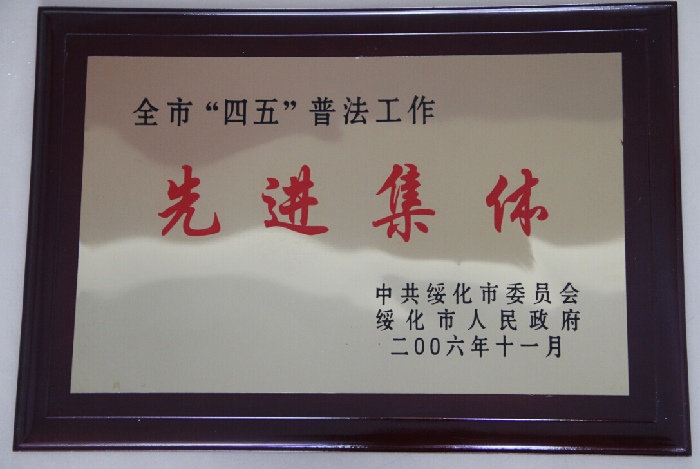 全市“四五”普法工作
先进集体
中共绥化市委员会
绥化市人民政府
二00六年十一月